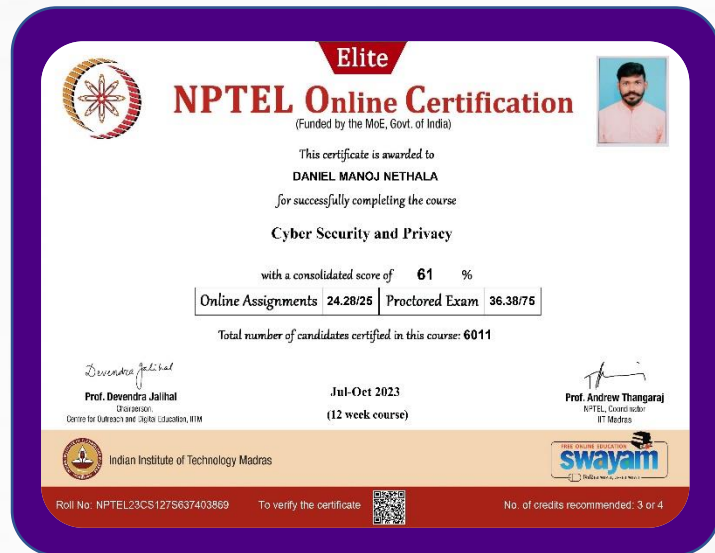 Elite
NPTEL Online Certification
(Funded by the MoE, Govt. of India)
This certificate is awarded to
DANIEL MANOJ NETHALA
for successfully completing the course
Cyber Security and Privacy
with a consolidated score of 61 %
Online Assignments 24.28/25 Proctored Exam 36.38/75
Total number of candidates certified in this course: 6011
Devendra Jalihal
Prof. Devendra Jalihal
Chairperson,
Centre for Outreach and Digital Education, IITM
Jul-Oct 2023
(12 week course)
Prof. Andrew Thangaraj
NPTEL, Coordinator
IIT Madras
Indian Institute of Technology Madras
FREE ONLINE EDUCATION
swayam
Roll No: NPTEL23CS127S637403869 To verify the certificate No. of credits recommended: 3 or 4